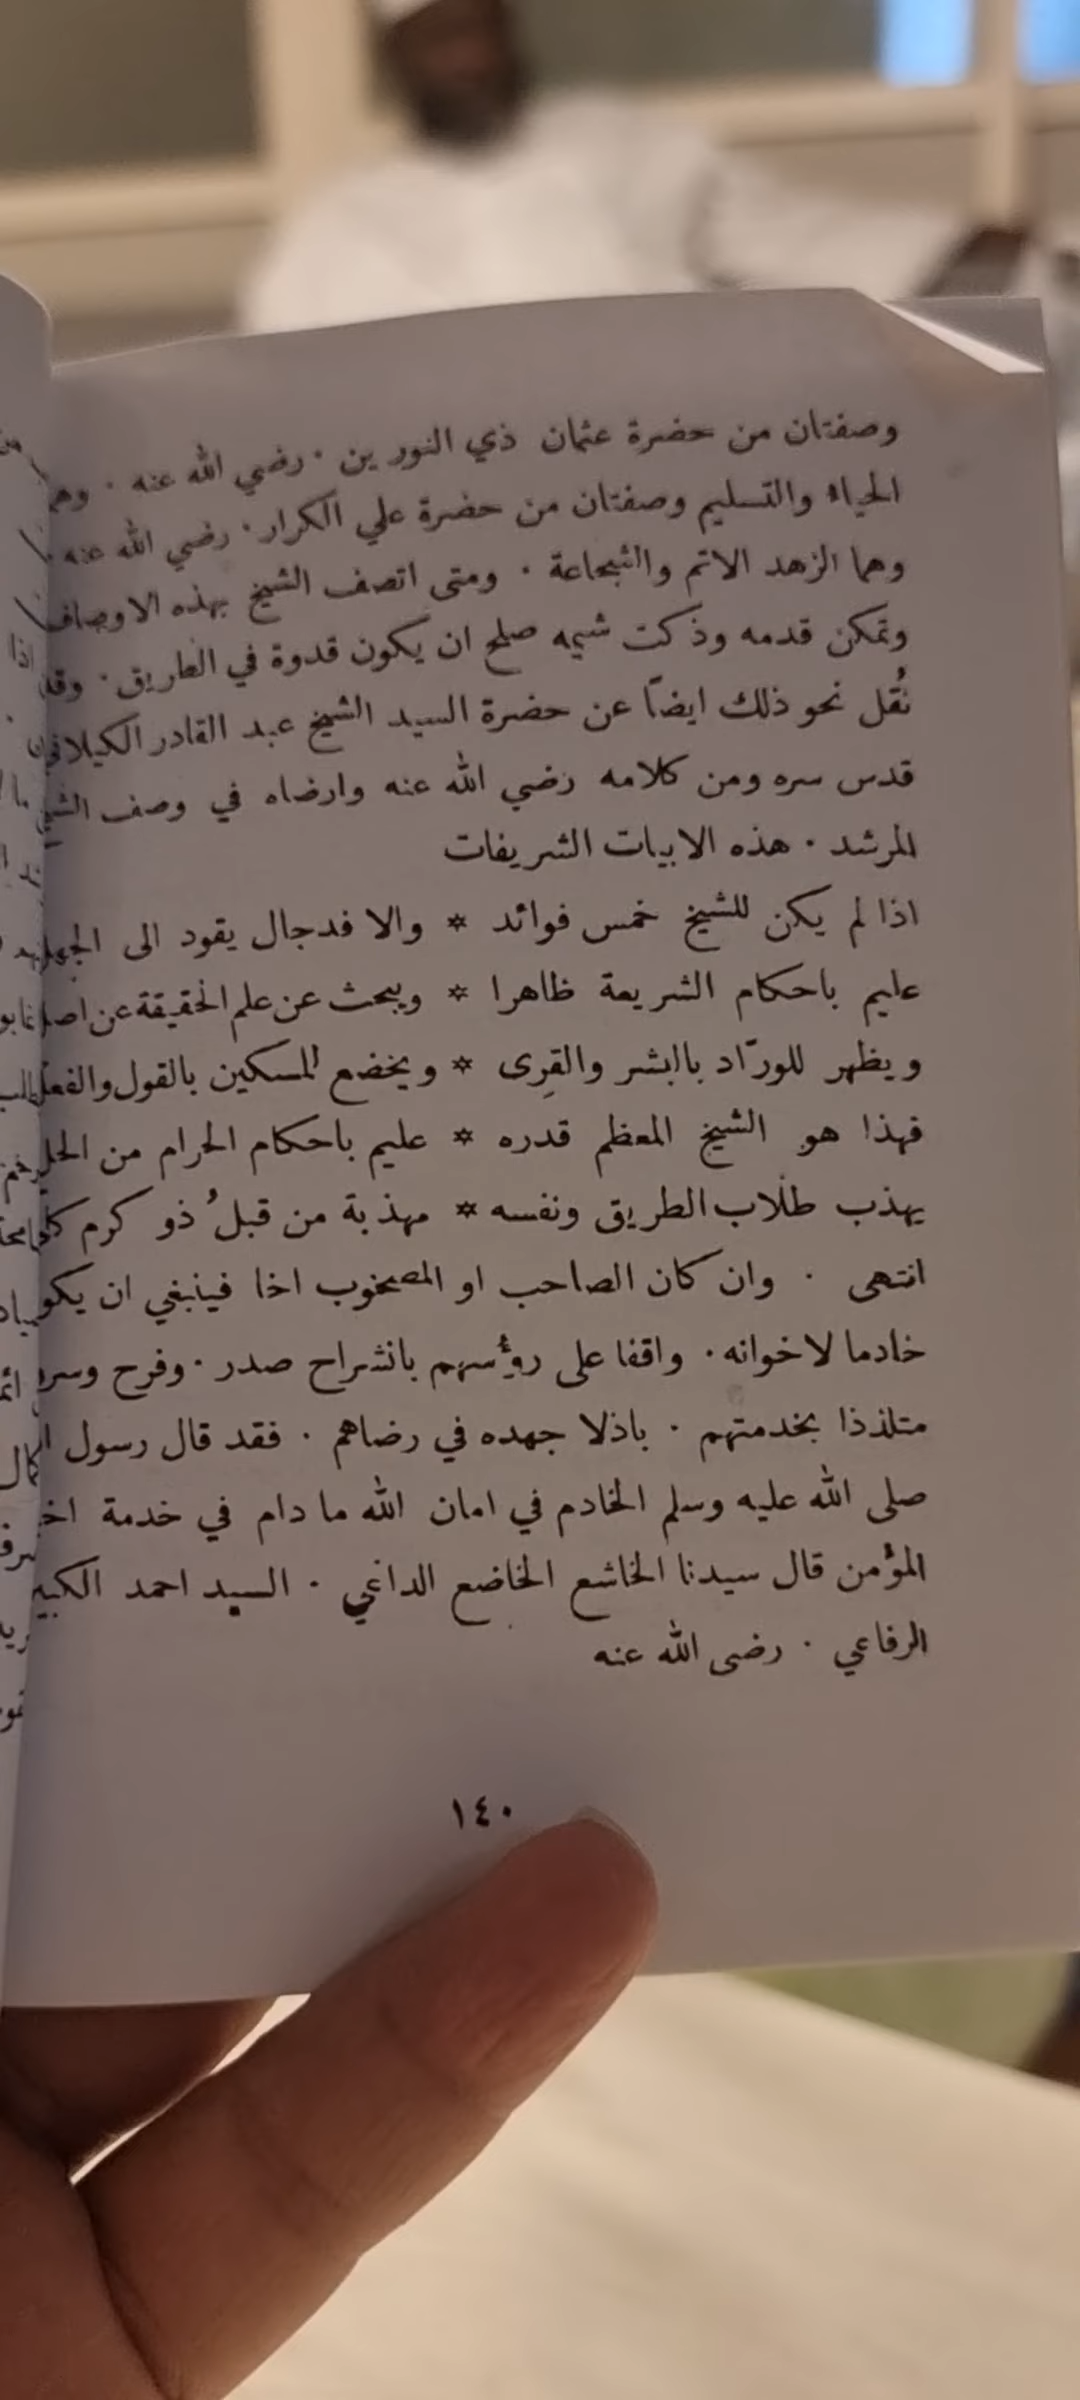 وصفتان من حضرة عثمان ذي النورين · رضي الله عنه · وهما
الحياء والتسليم وصفتان من حضرة علي الكرار · رضي الله عنه ·
وهما الزهد الاتم والشجاعة · ومتى اتصف الشيخ بهذه الاوصاف
وتمكن قدمه وذكت شيمه صلح ان يكون قدوة في الطريق · وقد
نُقل نحو ذلك ايضاً عن حضرة السيد الشيخ عبد القادر الكيلاني
قدس سره ومن كلامه رضي الله عنه وارضاه في وصف الشيخ
المرشد · هذه الابيات الشريفات
اذا لم يكن للشيخ خمس فوائد * والا فدجال يقود الى الجهل
عليم باحكام الشريعة ظاهرا * ويبحث عن علم الحقيقة عن اصل
ويظهر للورّاد بالبشر والقِرى * ويخضع للمسكين بالقول والفعل
فهذا هو الشيخ المعظم قدره * عليم باحكام الحرام من الحل
يهذب طلاب الطريق ونفسه * مهذبة من قبلُ ذو كرم كلي
انتهى · وان كان الصاحب او المصحوب اخا فينبغي ان يكون
خادما لاخوانه · واقفا على رؤسهم بانشراح صدر · وفرح وسرور
متلذذا بخدمتهم · باذلا جهده في رضاهم · فقد قال رسول
صلى الله عليه وسلم الخادم في امان الله ما دام في خدمة
المؤمن قال سيدنا الخاشع الخاضع الداعي · السيد احمد الكبير
الرفاعي · رضى الله عنه
١٤٠